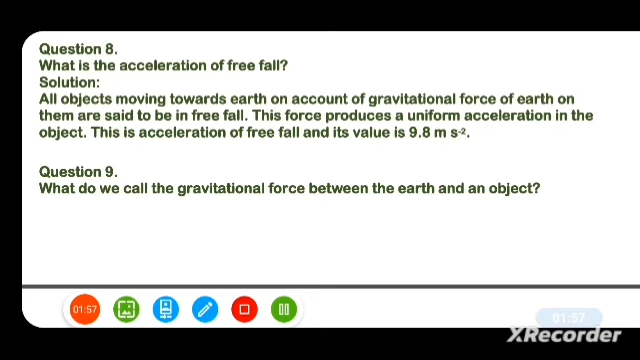 Question 8.
What is the acceleration of free fall?
Solution:
All objects moving towards earth on account of gravitational force of earth on
them are said to be in free fall. This force produces a uniform acceleration in the
object. This is acceleration of free fall and its value is 9.8 m s⁻².
Question 9.
What do we call the gravitational force between the earth and an object?
01:57
01:57
XRecorder